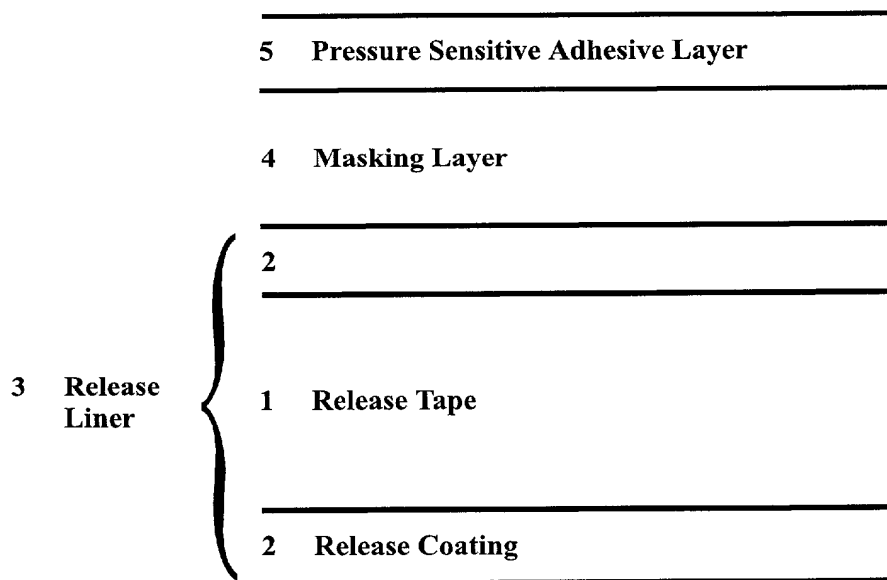 5 Pressure Sensitive Adhesive Layer
4 Masking Layer
2
3 Release Liner
1 Release Tape
2 Release Coating